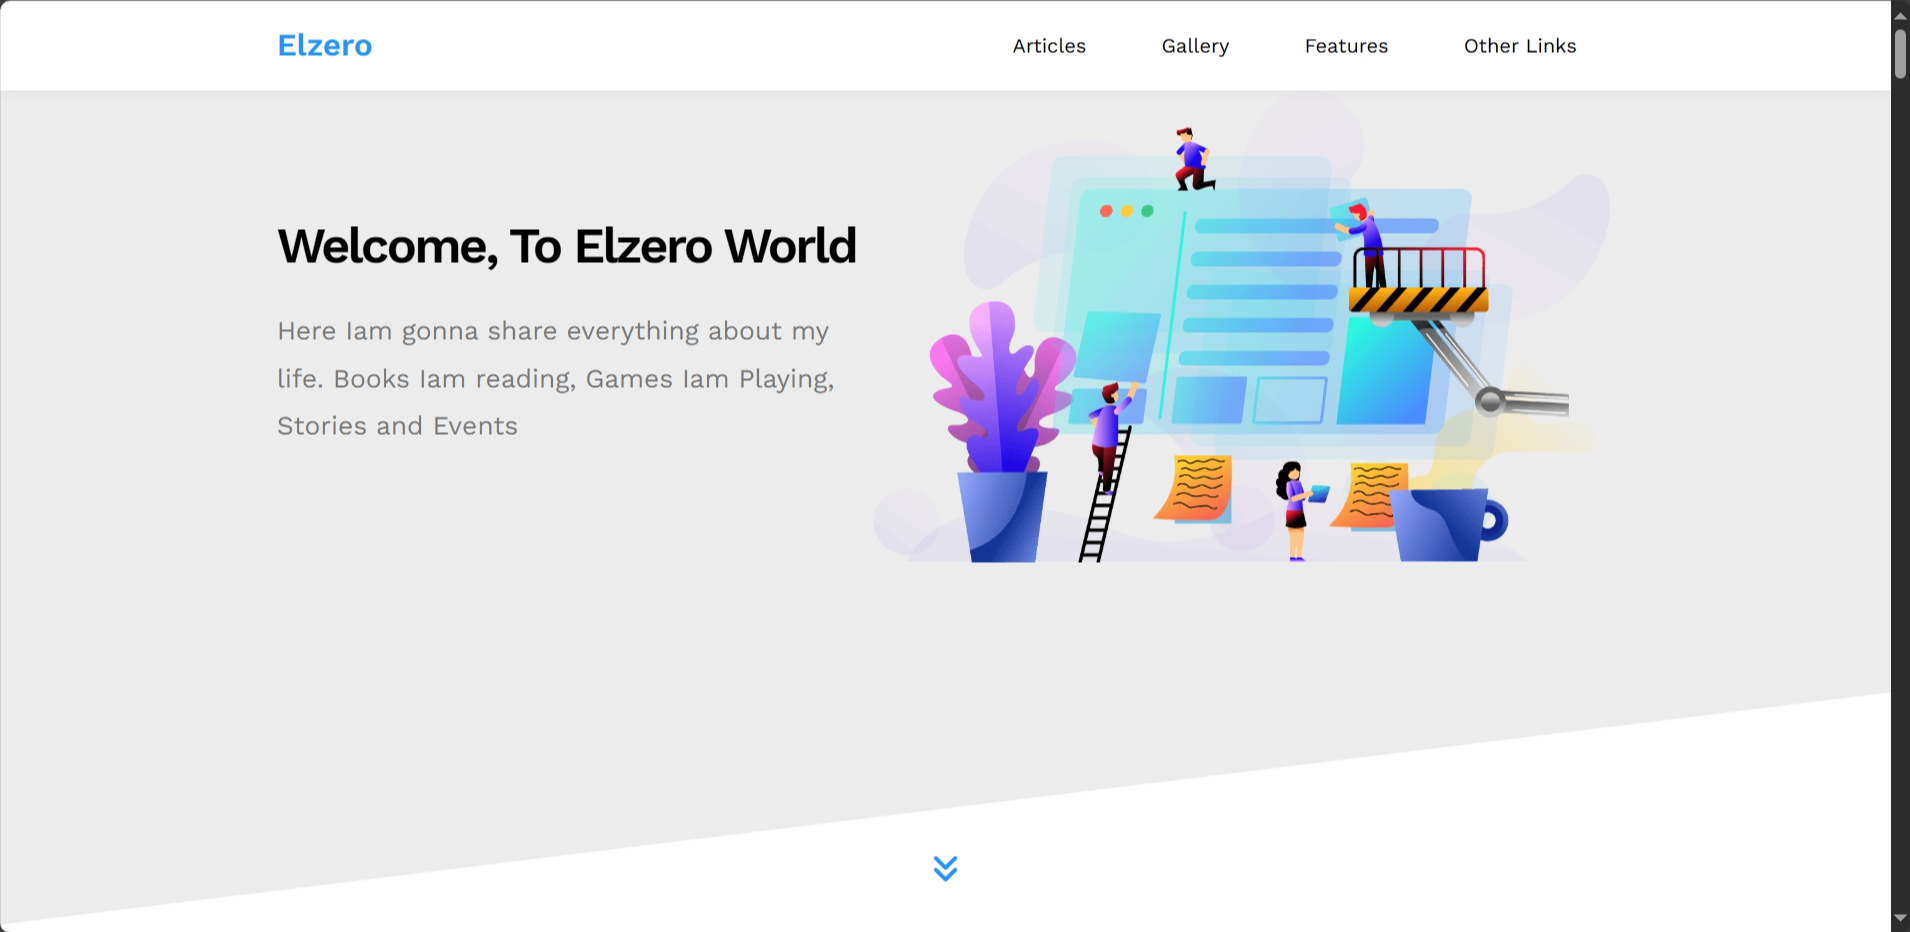 Elzero
Articles
Gallery
Features
Other Links
Welcome, To Elzero World
Here Iam gonna share everything about my
life. Books Iam reading, Games Iam Playing,
Stories and Events